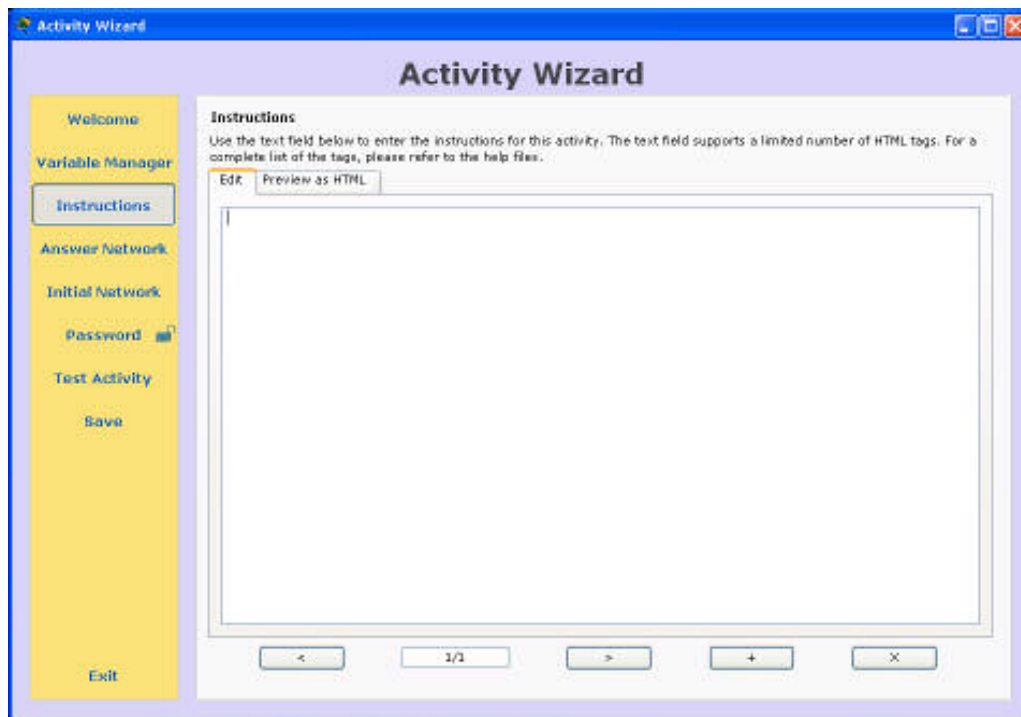 Activity Wizard
Activity Wizard
Welcome
Variable Manager
Instructions
Answer Network
Initial Network
Password
Test Activity
Save
Exit
Instructions
Use the text field below to enter the instructions for this activity. The text field supports a limited number of HTML tags. For a
complete list of the tags, please refer to the help files.
Edit Preview as HTML
< 1/1 > + X